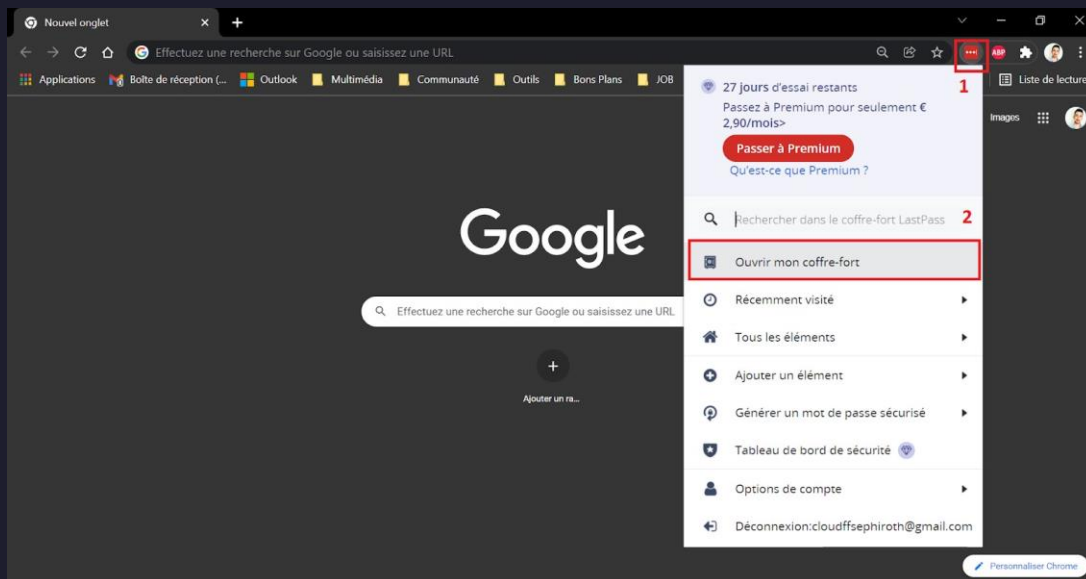 Nouvel onglet
Effectuez une recherche sur Google ou saisissez une URL
ABP
1
Applications
Boîte de réception (...
Outlook
Multimédia
Communauté
Outils
Bons Plans
JOB
Liste de lecture
27 jours d'essai restants
Passez à Premium pour seulement €
2,90/mois>
Passer à Premium
Qu'est-ce que Premium ?
Images
Rechercher dans le coffre-fort LastPass
2
Google
Ouvrir mon coffre-fort
Effectuez une recherche sur Google ou saisissez une URL
Récemment visité
Tous les éléments
Ajouter un ra...
Ajouter un élément
Générer un mot de passe sécurisé
Tableau de bord de sécurité
Options de compte
Déconnexion:cloudffsephiroth@gmail.com
Personnaliser Chrome